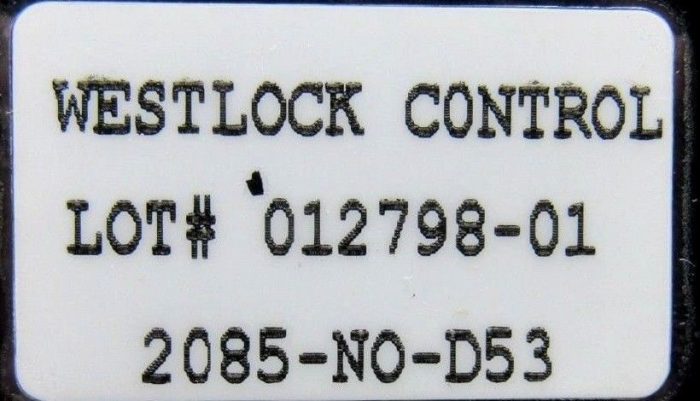 WESTLOCK CONTROL
LOT# 012798-01
2085-NO-D53